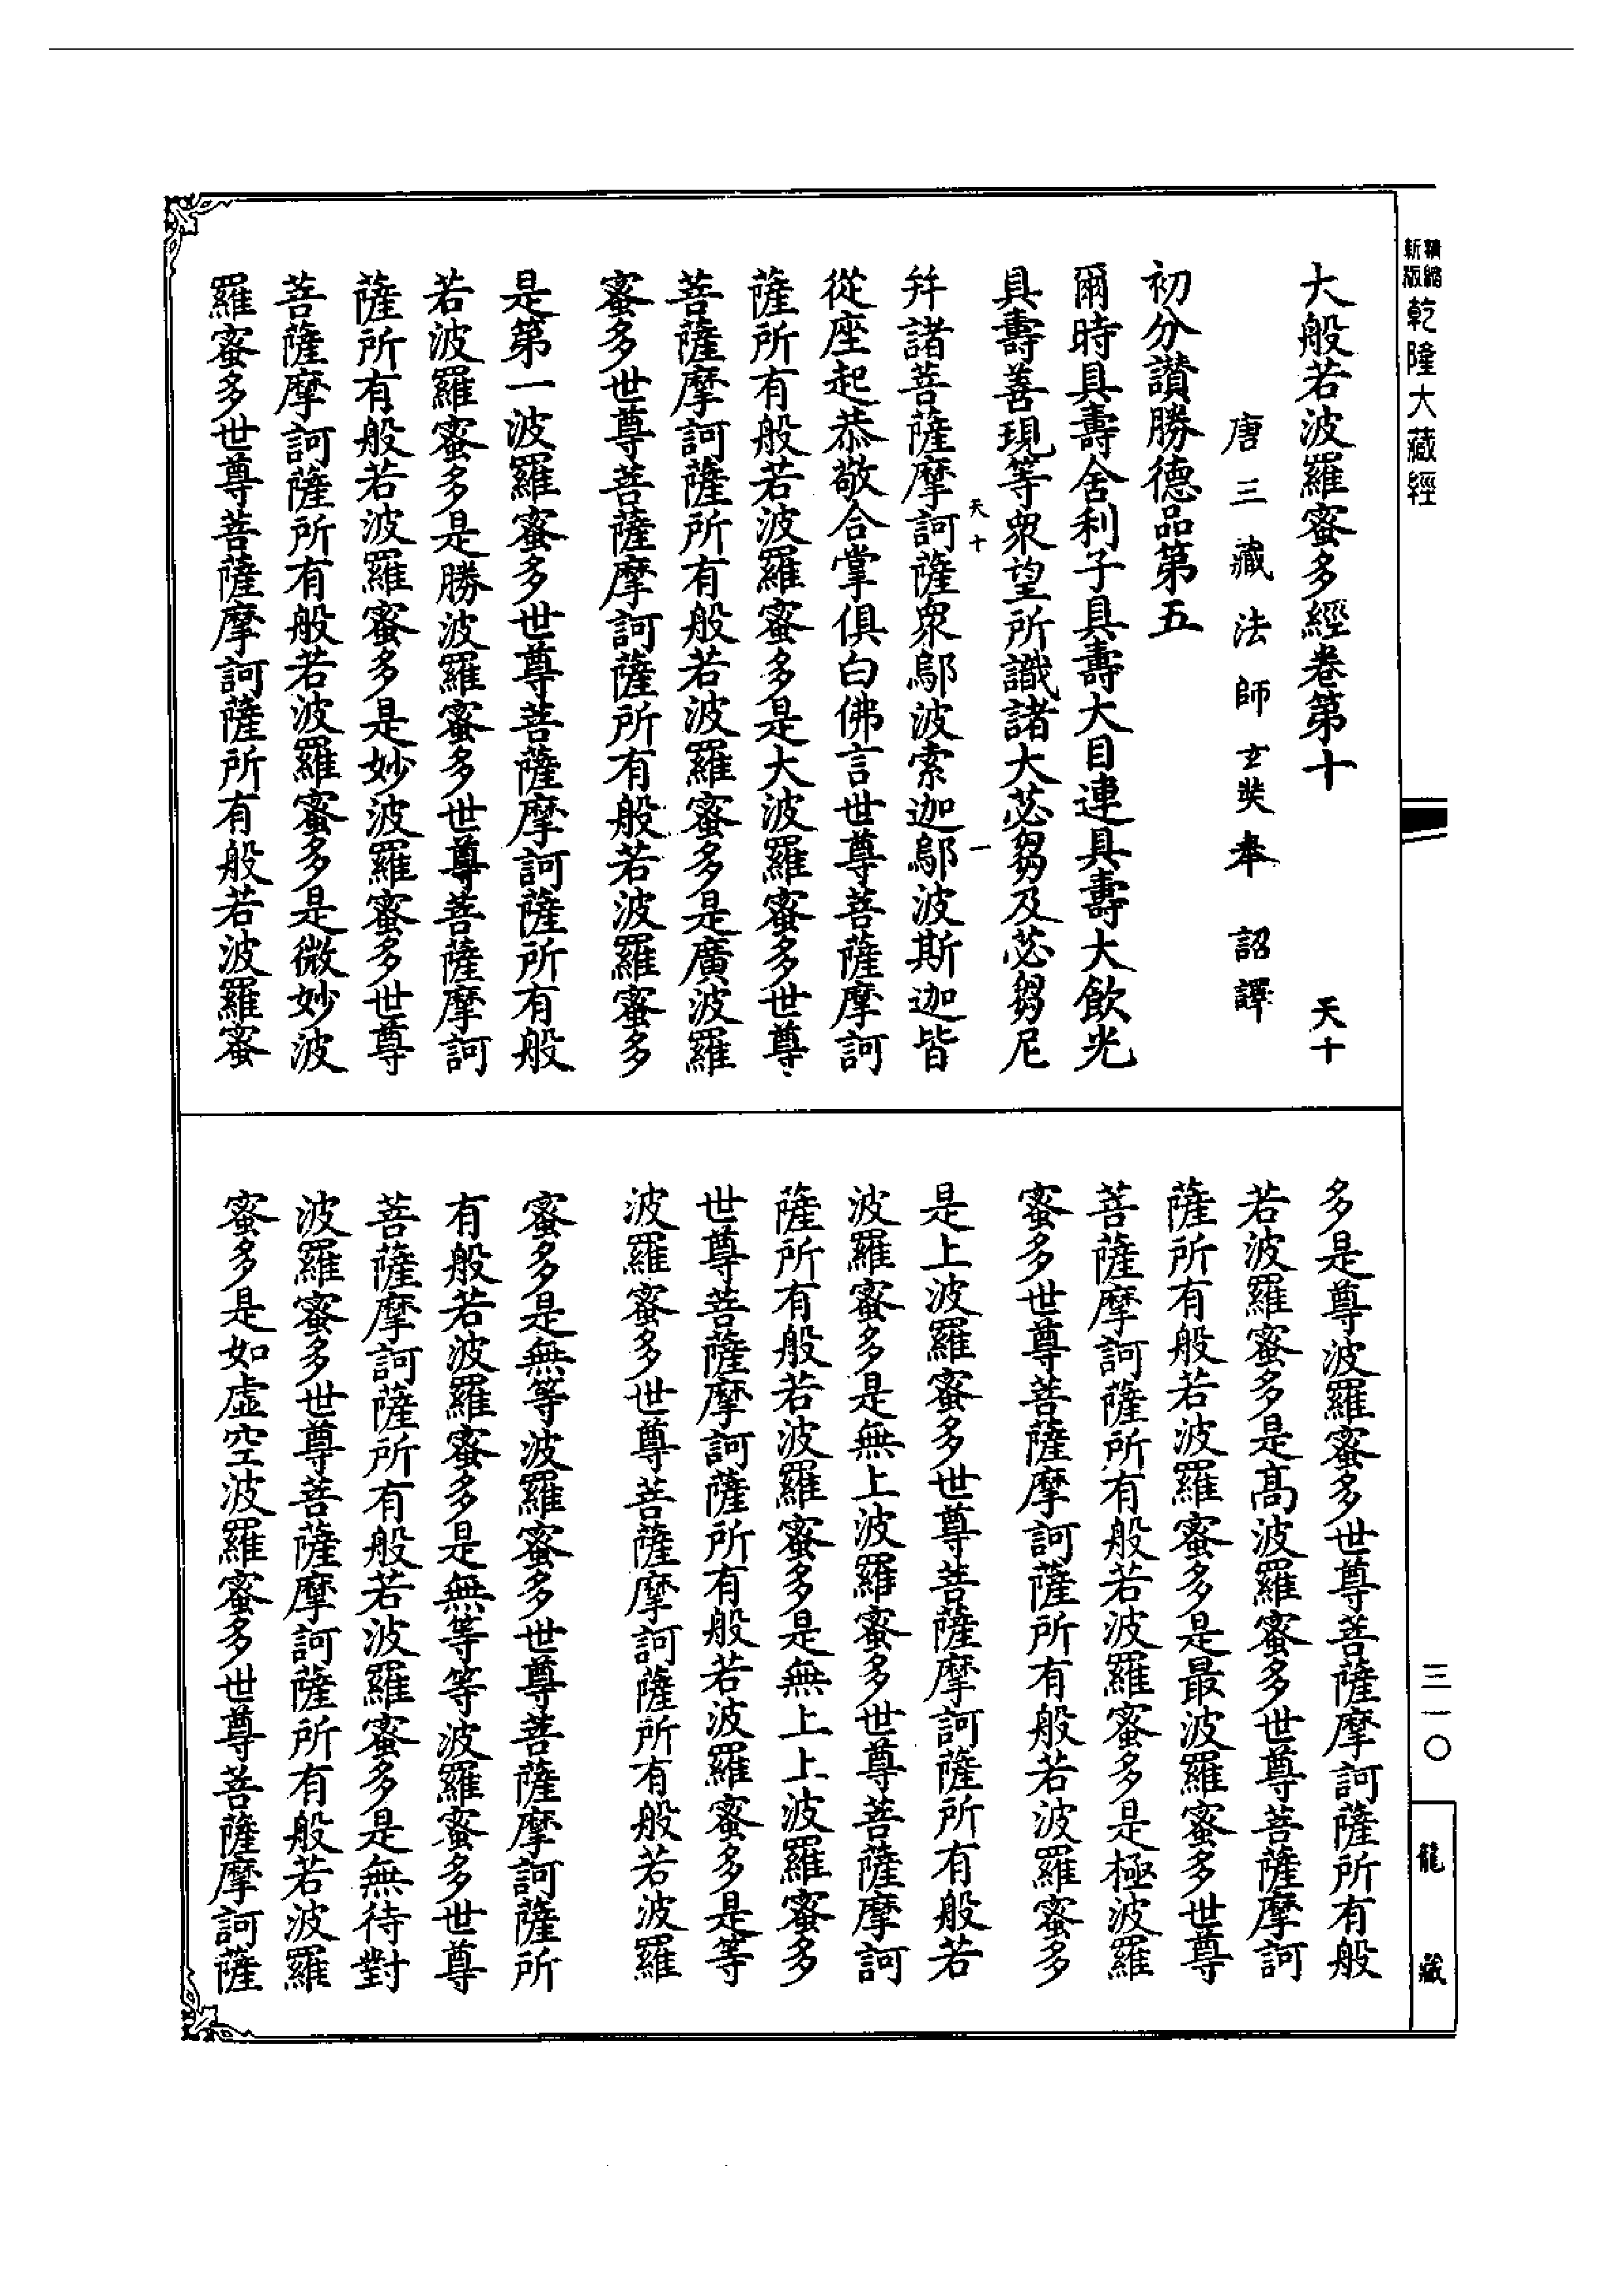 精縮
新版
乾隆大藏經
大般若波羅蜜多經卷第十　天十
唐三藏法師玄奘奉　詔譯
初分讚勝德品第五
爾時具壽舍利子具壽大目連具壽大飲光
具壽善現等眾望所識諸大苾芻及苾芻尼
天十　一
并諸菩薩摩訶薩眾鄔波索迦鄔波斯迦皆
從座起恭敬合掌俱白佛言世尊菩薩摩訶
薩所有般若波羅蜜多是大波羅蜜多世尊
菩薩摩訶薩所有般若波羅蜜多是廣波羅
蜜多世尊菩薩摩訶薩所有般若波羅蜜多
是第一波羅蜜多世尊菩薩摩訶薩所有般
若波羅蜜多是勝波羅蜜多世尊菩薩摩訶
薩所有般若波羅蜜多是妙波羅蜜多世尊
菩薩摩訶薩所有般若波羅蜜多是微妙波
羅蜜多世尊菩薩摩訶薩所有般若波羅蜜
多是尊波羅蜜多世尊菩薩摩訶薩所有般
若波羅蜜多是高波羅蜜多世尊菩薩摩訶
薩所有般若波羅蜜多是最波羅蜜多世尊
菩薩摩訶薩所有般若波羅蜜多是極波羅
蜜多世尊菩薩摩訶薩所有般若波羅蜜多
是上波羅蜜多世尊菩薩摩訶薩所有般若
波羅蜜多是無上波羅蜜多世尊菩薩摩訶
薩所有般若波羅蜜多是無上上波羅蜜多
世尊菩薩摩訶薩所有般若波羅蜜多是等
波羅蜜多世尊菩薩摩訶薩所有般若波羅
蜜多是無等波羅蜜多世尊菩薩摩訶薩所
有般若波羅蜜多是無等等波羅蜜多世尊
菩薩摩訶薩所有般若波羅蜜多是無待對
波羅蜜多世尊菩薩摩訶薩所有般若波羅
蜜多是如虛空波羅蜜多世尊菩薩摩訶薩
三一〇
龍藏